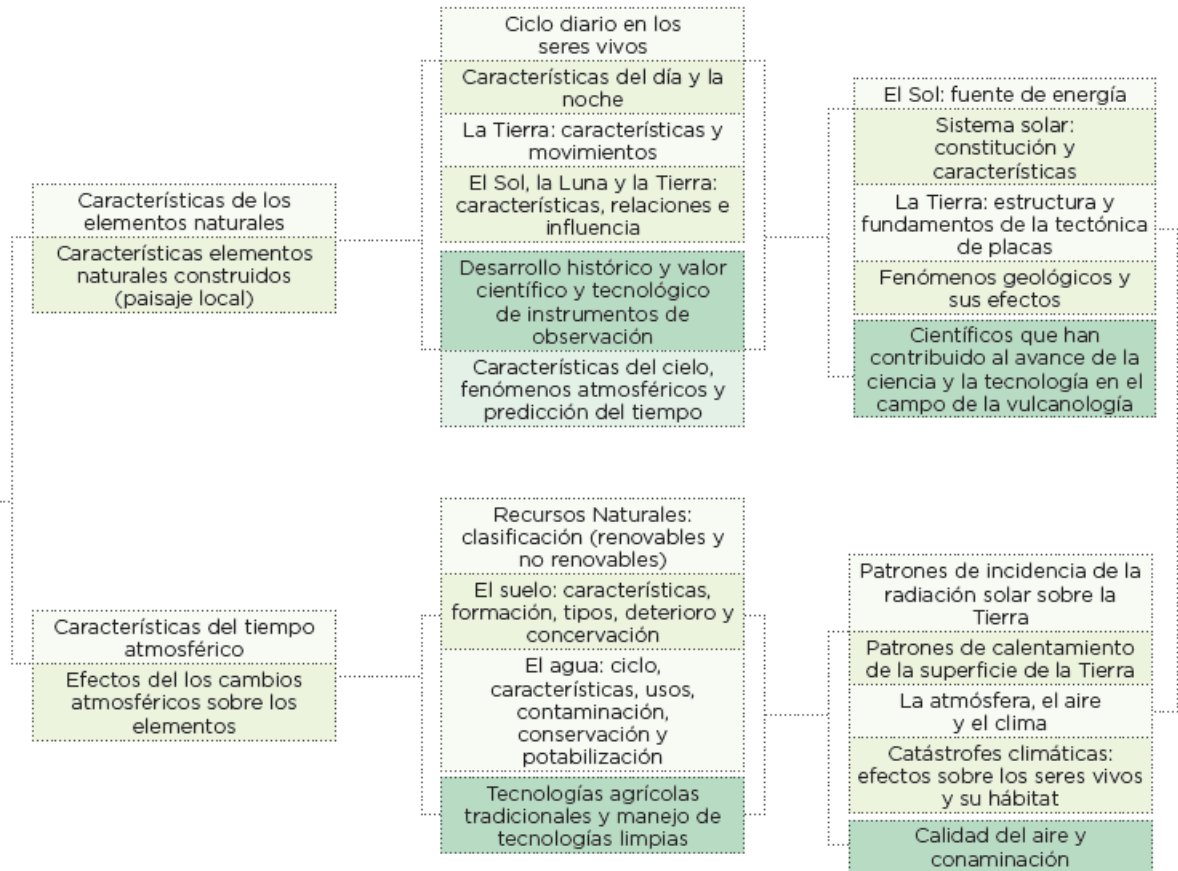 Características de los
elementos naturales
Características elementos
naturales construidos
(paisaje local)
Ciclo diario en los
seres vivos
Características del día y la
noche
La Tierra: características y
movimientos
El Sol, la Luna y la Tierra:
características, relaciones e
influencia
Desarrollo histórico y valor
científico y tecnológico
de instrumentos de
observación
Características del cielo,
fenómenos atmosféricos y
predicción del tiempo
El Sol: fuente de energía
Sistema solar:
constitución y
características
La Tierra: estructura y
fundamentos de la tectónica
de placas
Fenómenos geológicos y
sus efectos
Científicos que han
contribuido al avance de la
ciencia y la tecnología en el
campo de la vulcanología
Características del tiempo
atmosférico
Efectos del los cambios
atmosféricos sobre los
elementos
Recursos Naturales:
clasificación (renovables y
no renovables)
El suelo: características,
formación, tipos, deterioro y
concervación
El agua: ciclo,
características, usos,
contaminación,
conservación y
potabilización
Tecnologías agrícolas
tradicionales y manejo de
tecnologías limpias
Patrones de incidencia de la
radiación solar sobre la
Tierra
Patrones de calentamiento
de la superficie de la Tierra
La atmósfera, el aire
y el clima
Catástrofes climáticas:
efectos sobre los seres vivos
y su hábitat
Calidad del aire y
conaminación